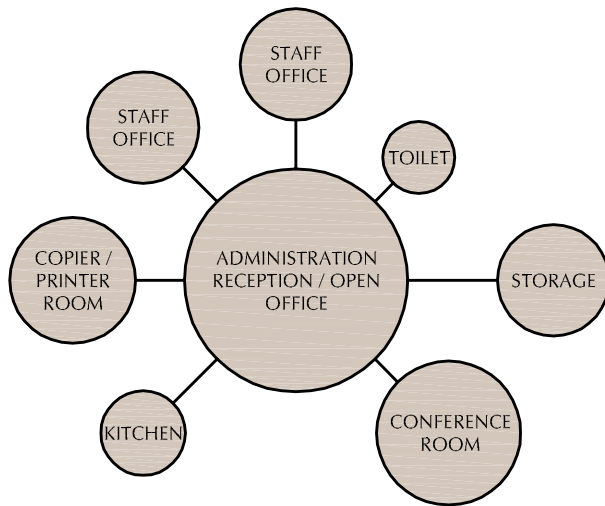 STAFF
OFFICE
STAFF
OFFICE
TOILET
COPIER /
PRINTER
ROOM
ADMINISTRATION
RECEPTION / OPEN
OFFICE
STORAGE
KITCHEN
CONFERENCE
ROOM